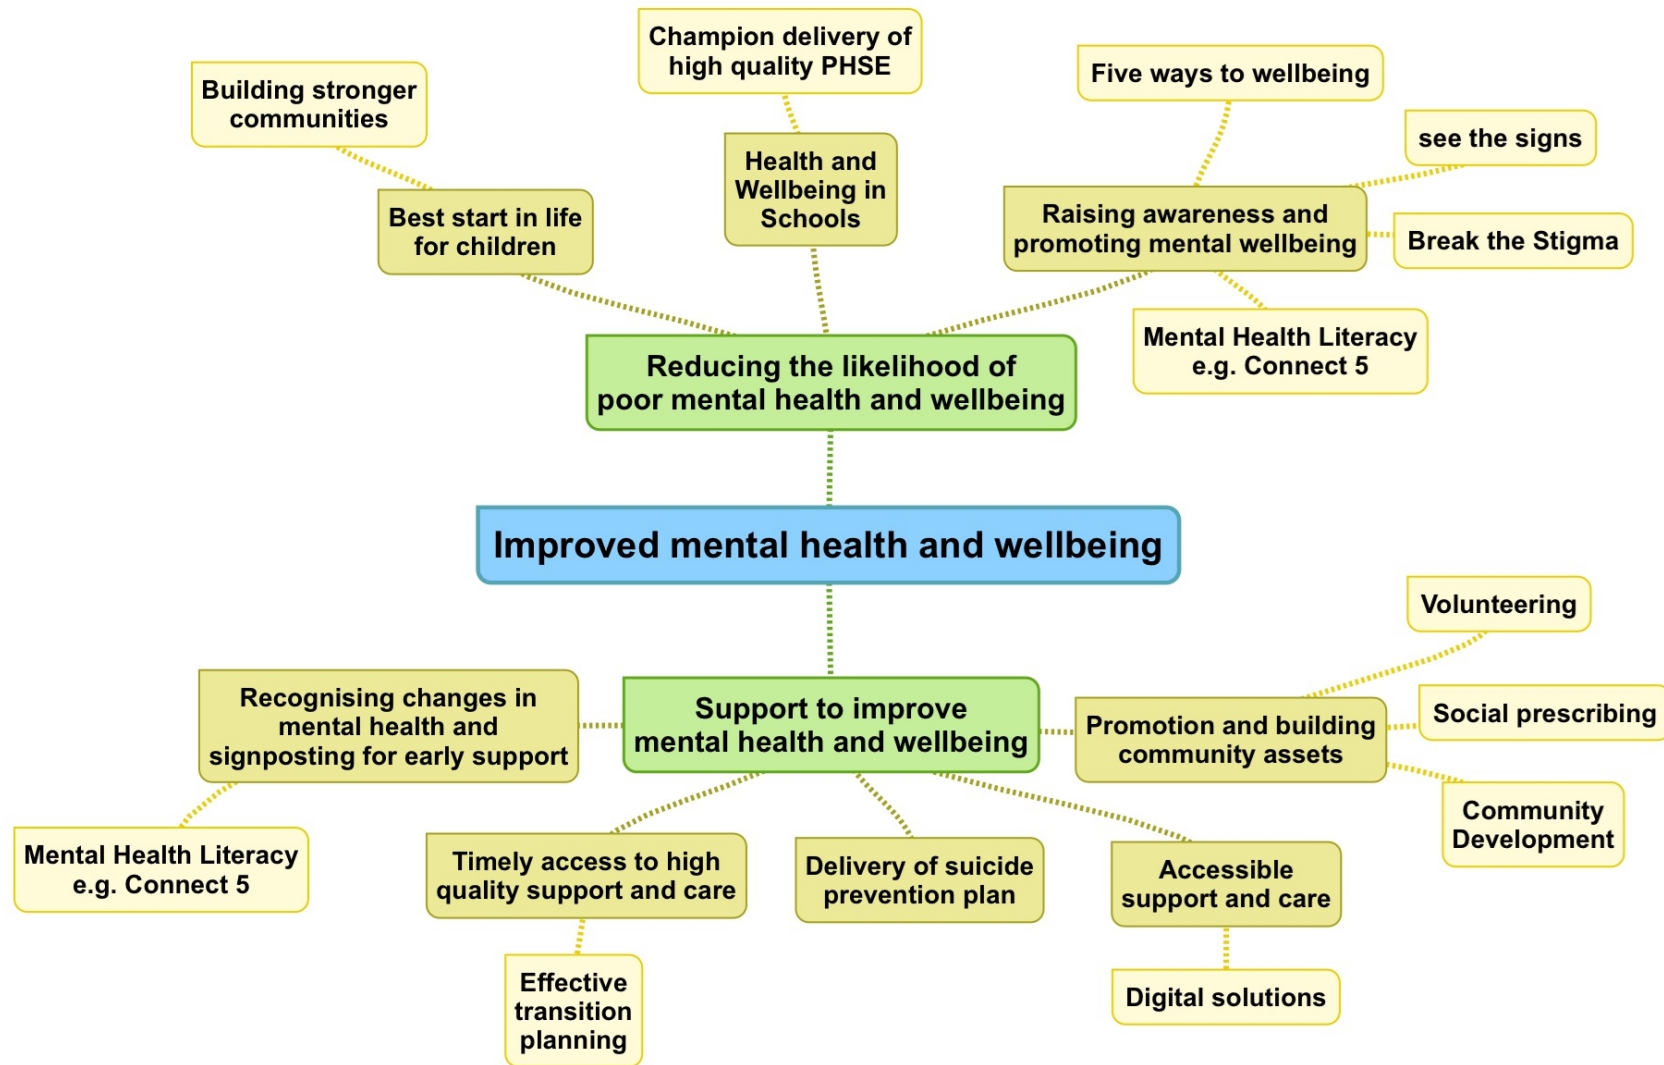 Champion delivery of
high quality PHSE
Building stronger
communities
Five ways to wellbeing
see the signs
Health and
Wellbeing in
Schools
Best start in life
for children
Raising awareness and
promoting mental wellbeing
Break the Stigma
Mental Health Literacy
e.g. Connect 5
Reducing the likelihood of
poor mental health and wellbeing
Improved mental health and wellbeing
Volunteering
Recognising changes in
mental health and
signposting for early support
Support to improve
mental health and wellbeing
Promotion and building
community assets
Social prescribing
Community
Development
Mental Health Literacy
e.g. Connect 5
Timely access to high
quality support and care
Delivery of suicide
prevention plan
Accessible
support and care
Effective
transition
planning
Digital solutions